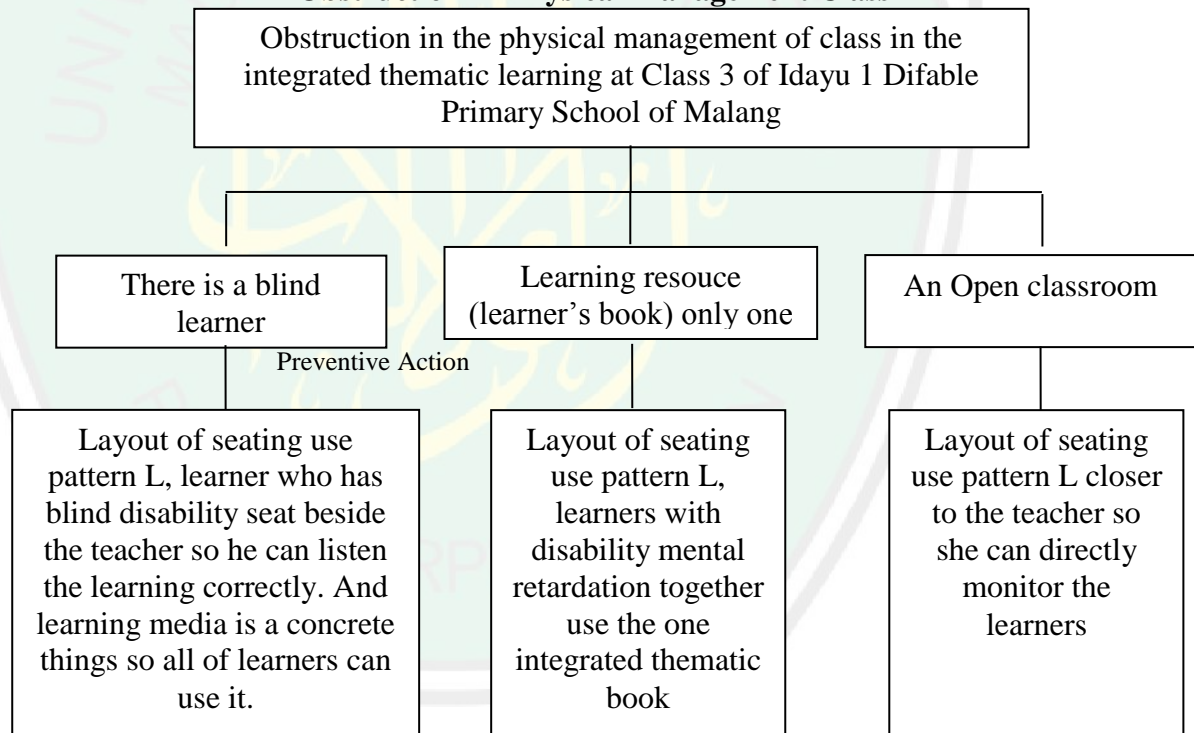 Obstruction in the physical management of class in the
integrated thematic learning at Class 3 of Idayu 1 Difable
Primary School of Malang
There is a blind
learner
Learning resouce
(learner's book) only one
An Open classroom
Preventive Action
Layout of seating use
pattern L, learner who has
blind disability seat beside
the teacher so he can listen
the learning correctly. And
learning media is a concrete
things so all of learners can
use it.
Layout of seating
use pattern L,
learners with
disability mental
retardation together
use the one
integrated thematic
book
Layout of seating
use pattern L closer
to the teacher so
she can directly
monitor the
learners